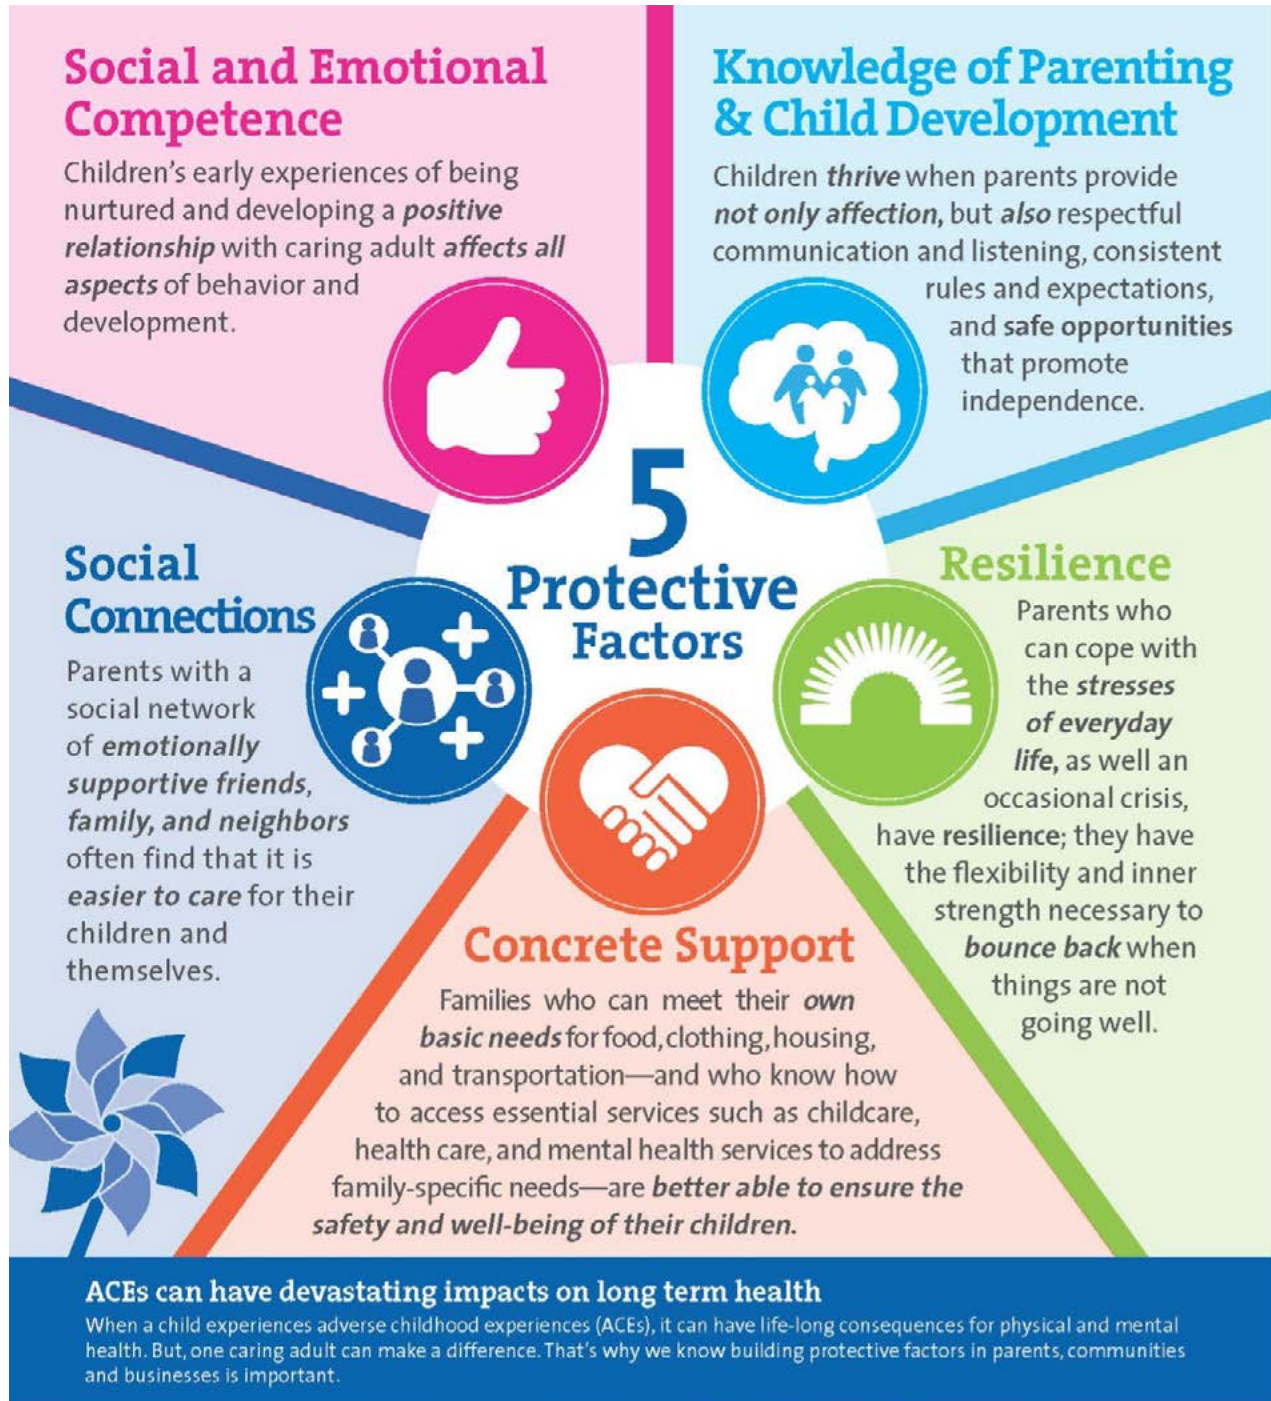 Social and Emotional
Competence
Children's early experiences of being
nurtured and developing a positive
relationship with caring adult affects all
aspects of behavior and
development.
Knowledge of Parenting
& Child Development
Children thrive when parents provide
not only affection, but also respectful
communication and listening, consistent
rules and expectations,
and safe opportunities
that promote
independence.
5
Protective
Factors
Social
Connections
Parents with a
social network
of emotionally
supportive friends,
family, and neighbors
often find that it is
easier to care for their
children and
themselves.
Resilience
Parents who
can cope with
the stresses
of everyday
life, as well an
occasional crisis,
have resilience; they have
the flexibility and inner
strength necessary to
bounce back when
things are not
going well.
Concrete Support
Families who can meet their own
basic needs for food, clothing, housing,
and transportation—and who know how
to access essential services such as childcare,
health care, and mental health services to address
family-specific needs—are better able to ensure the
safety and well-being of their children.
ACEs can have devastating impacts on long term health
When a child experiences adverse childhood experiences (ACEs), it can have life-long consequences for physical and mental
health. But, one caring adult can make a difference. That's why we know building protective factors in parents, communities
and businesses is important.